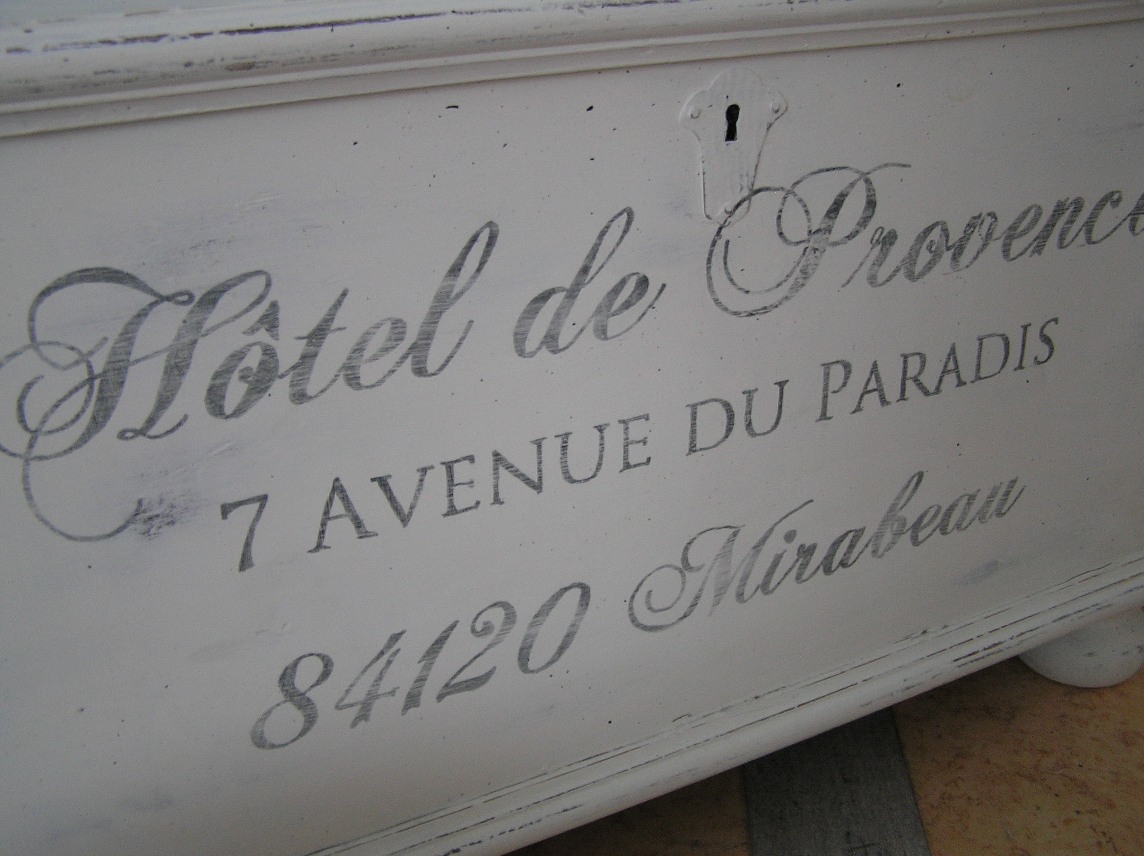 Hôtel de Provence
7 AVENUE DU PARADIS
84120 Mirabeau